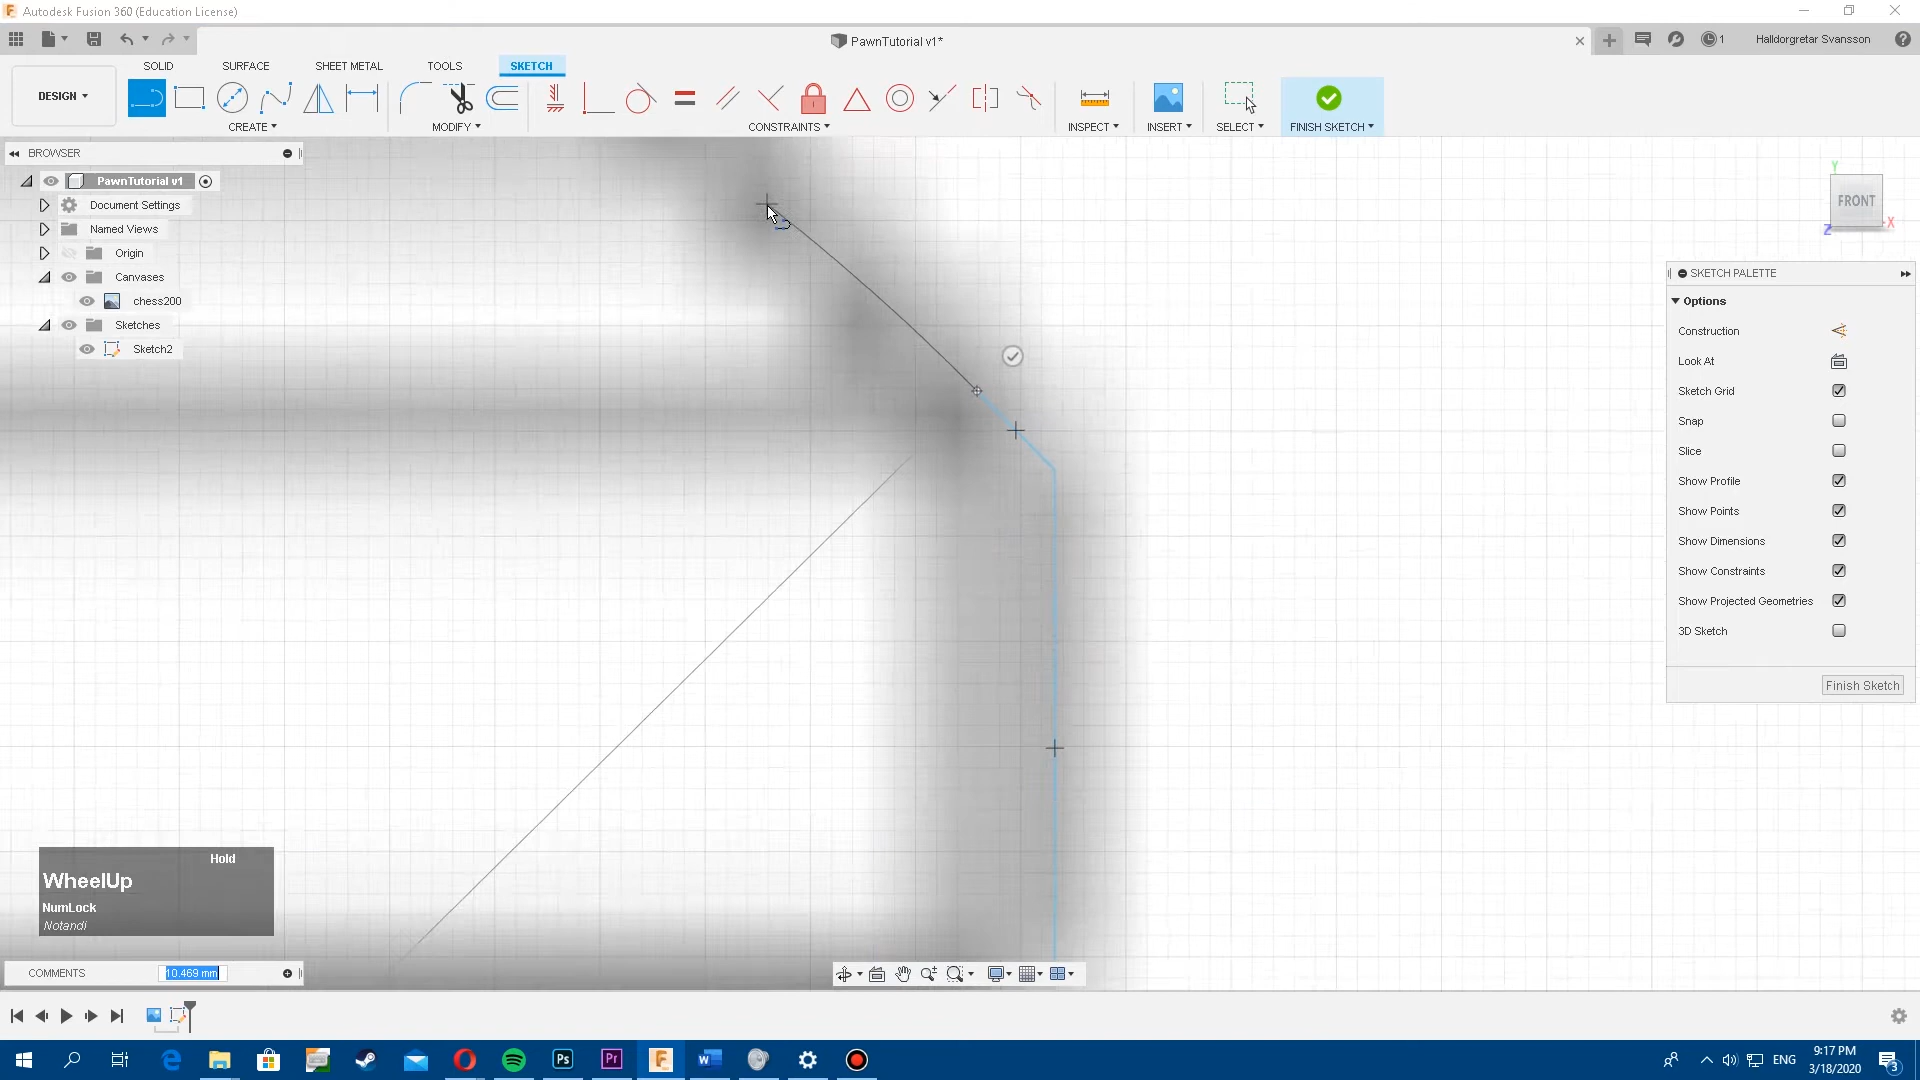 Autodesk Fusion 360 (Education License)
PawnTutorial v1*
1
Halldorgretar Svansson
DESIGN
SOLID
SURFACE
SHEET METAL
TOOLS
SKETCH
CREATE
MODIFY
CONSTRAINTS
INSPECT
INSERT
SELECT
FINISH SKETCH
BROWSER
PawnTutorial v1
Document Settings
Named Views
Origin
Canvases
chess200
Sketches
Sketch2
Y
FRONT
X
Z
SKETCH PALETTE
Options
Construction
Look At
Sketch Grid
Snap
Slice
Show Profile
Show Points
Show Dimensions
Show Constraints
Show Projected Geometries
3D Sketch
Finish Sketch
Hold
WheelUp
NumLock
Notandi
COMMENTS
10.469 mm
Ps
Pr
F
W
ENG
9:17 PM
3/18/2020
3